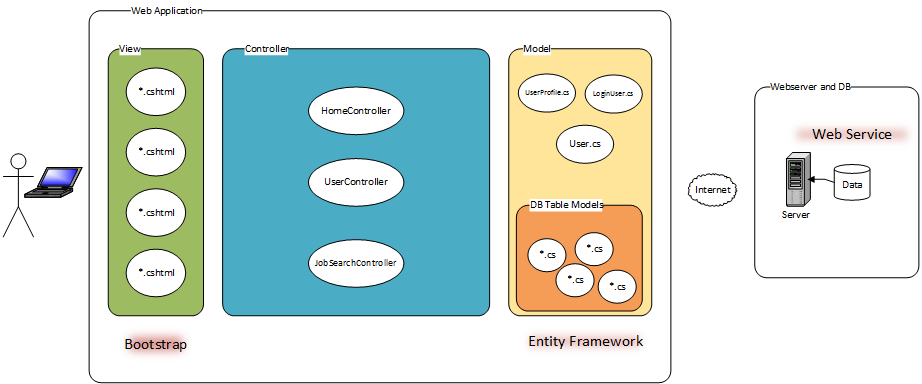 Web Application
View
*.cshtml
*.cshtml
*.cshtml
*.cshtml
Bootstrap
Controller
HomeController
UserController
JobSearchController
Model
UserProfile.cs
LoginUser.cs
User.cs
DB Table Models
*.cs
*.cs
*.cs
*.cs
Entity Framework
Internet
Webserver and DB
Web Service
Server
Data